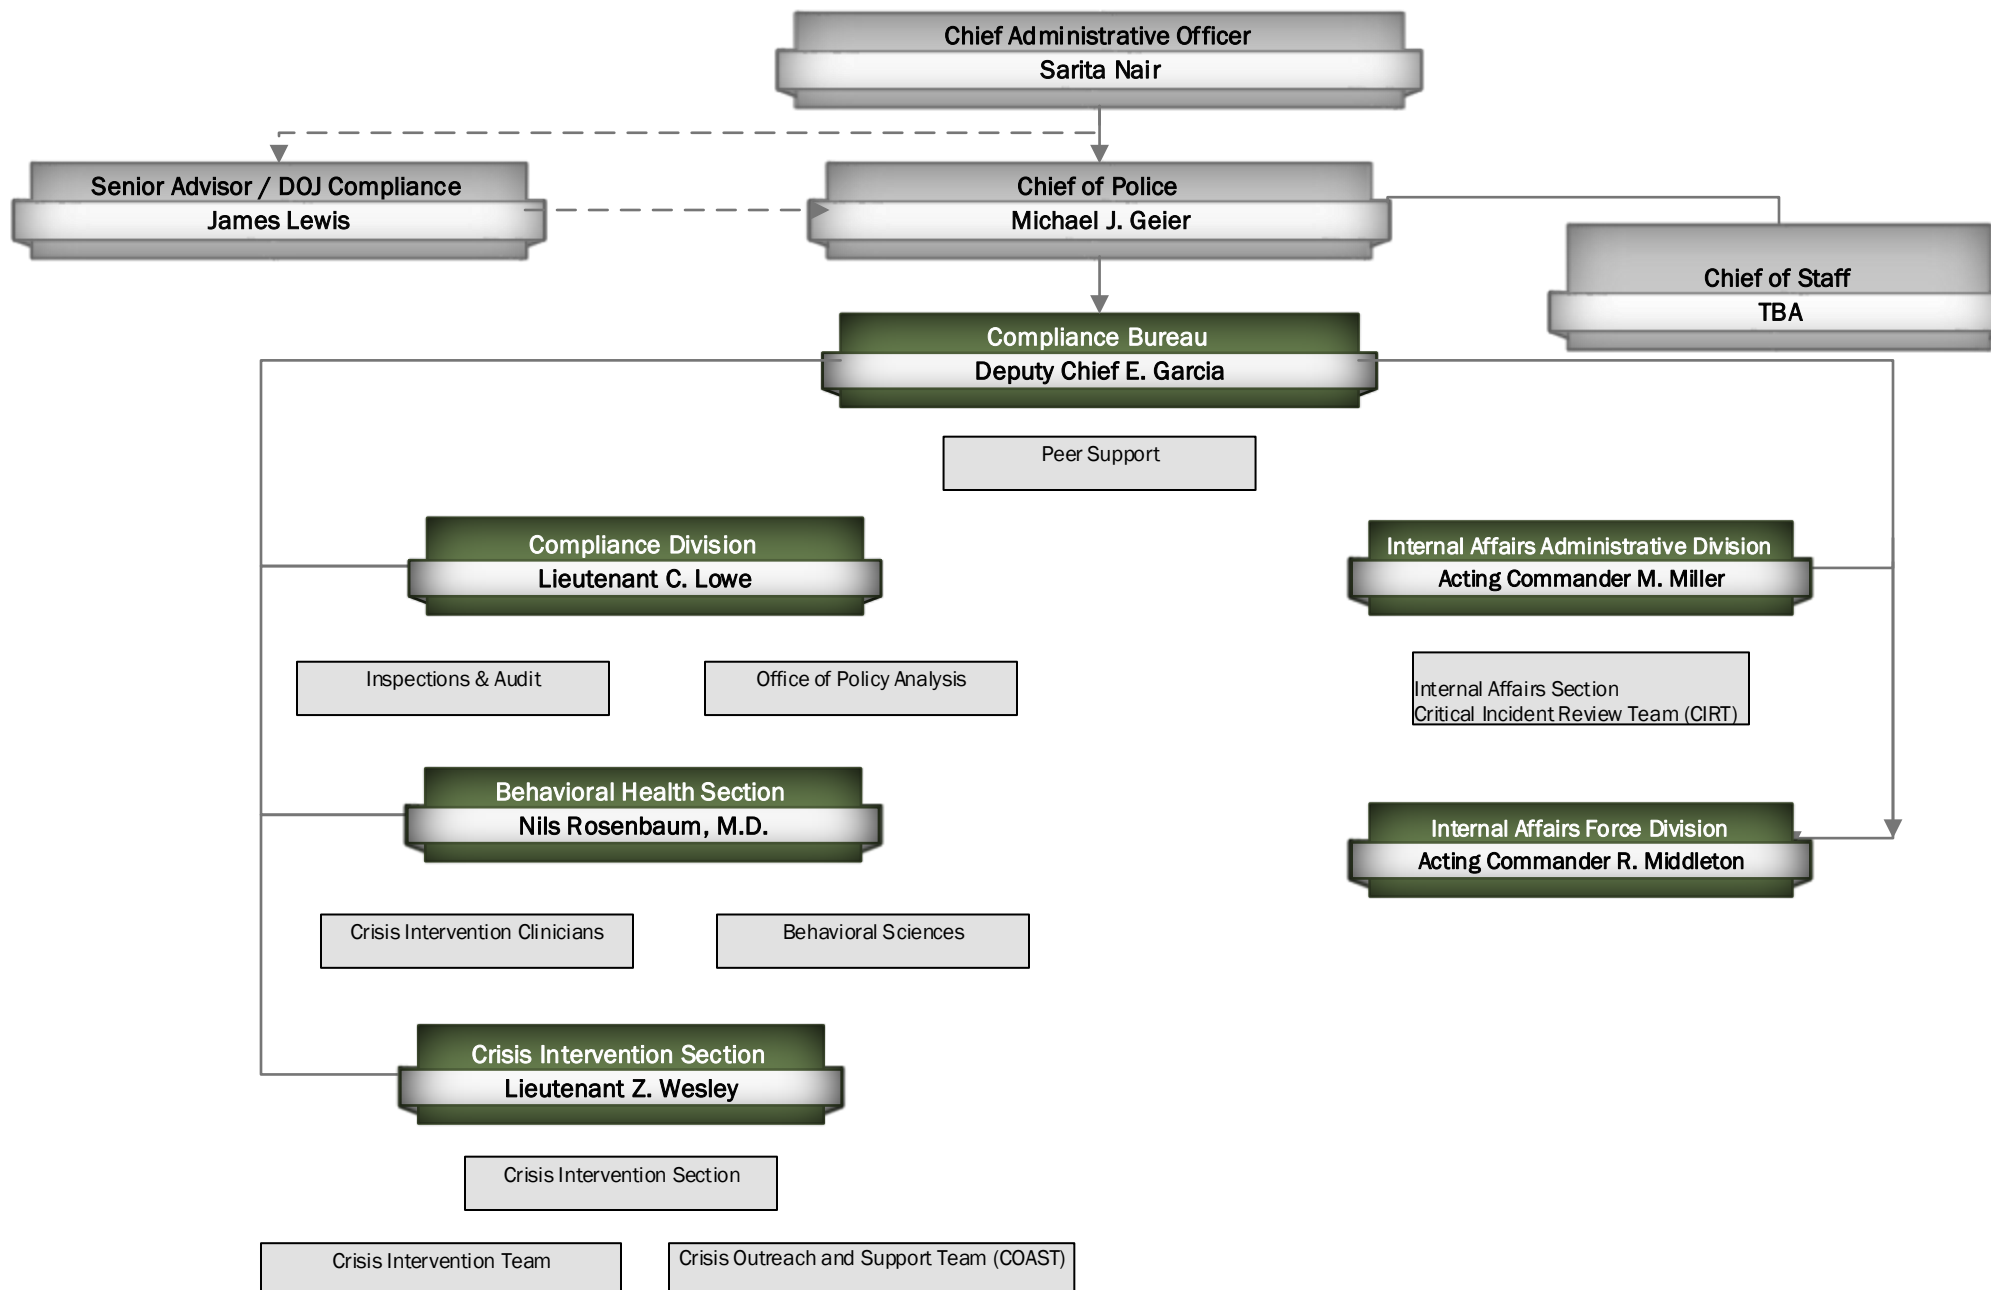 Chief Administrative Officer
Sarita Nair
Senior Advisor / DOJ Compliance
James Lewis
Chief of Police
Michael J. Geier
Chief of Staff
TBA
Compliance Bureau
Deputy Chief E. Garcia
Peer Support
Compliance Division
Lieutenant C. Lowe
Inspections & Audit
Office of Policy Analysis
Behavioral Health Section
Nils Rosenbaum, M.D.
Crisis Intervention Clinicians
Behavioral Sciences
Crisis Intervention Section
Lieutenant Z. Wesley
Crisis Intervention Section
Crisis Intervention Team
Crisis Outreach and Support Team (COAST)
Internal Affairs Administrative Division
Acting Commander M. Miller
Internal Affairs Section
Critical Incident Review Team (CIRT)
Internal Affairs Force Division
Acting Commander R. Middleton